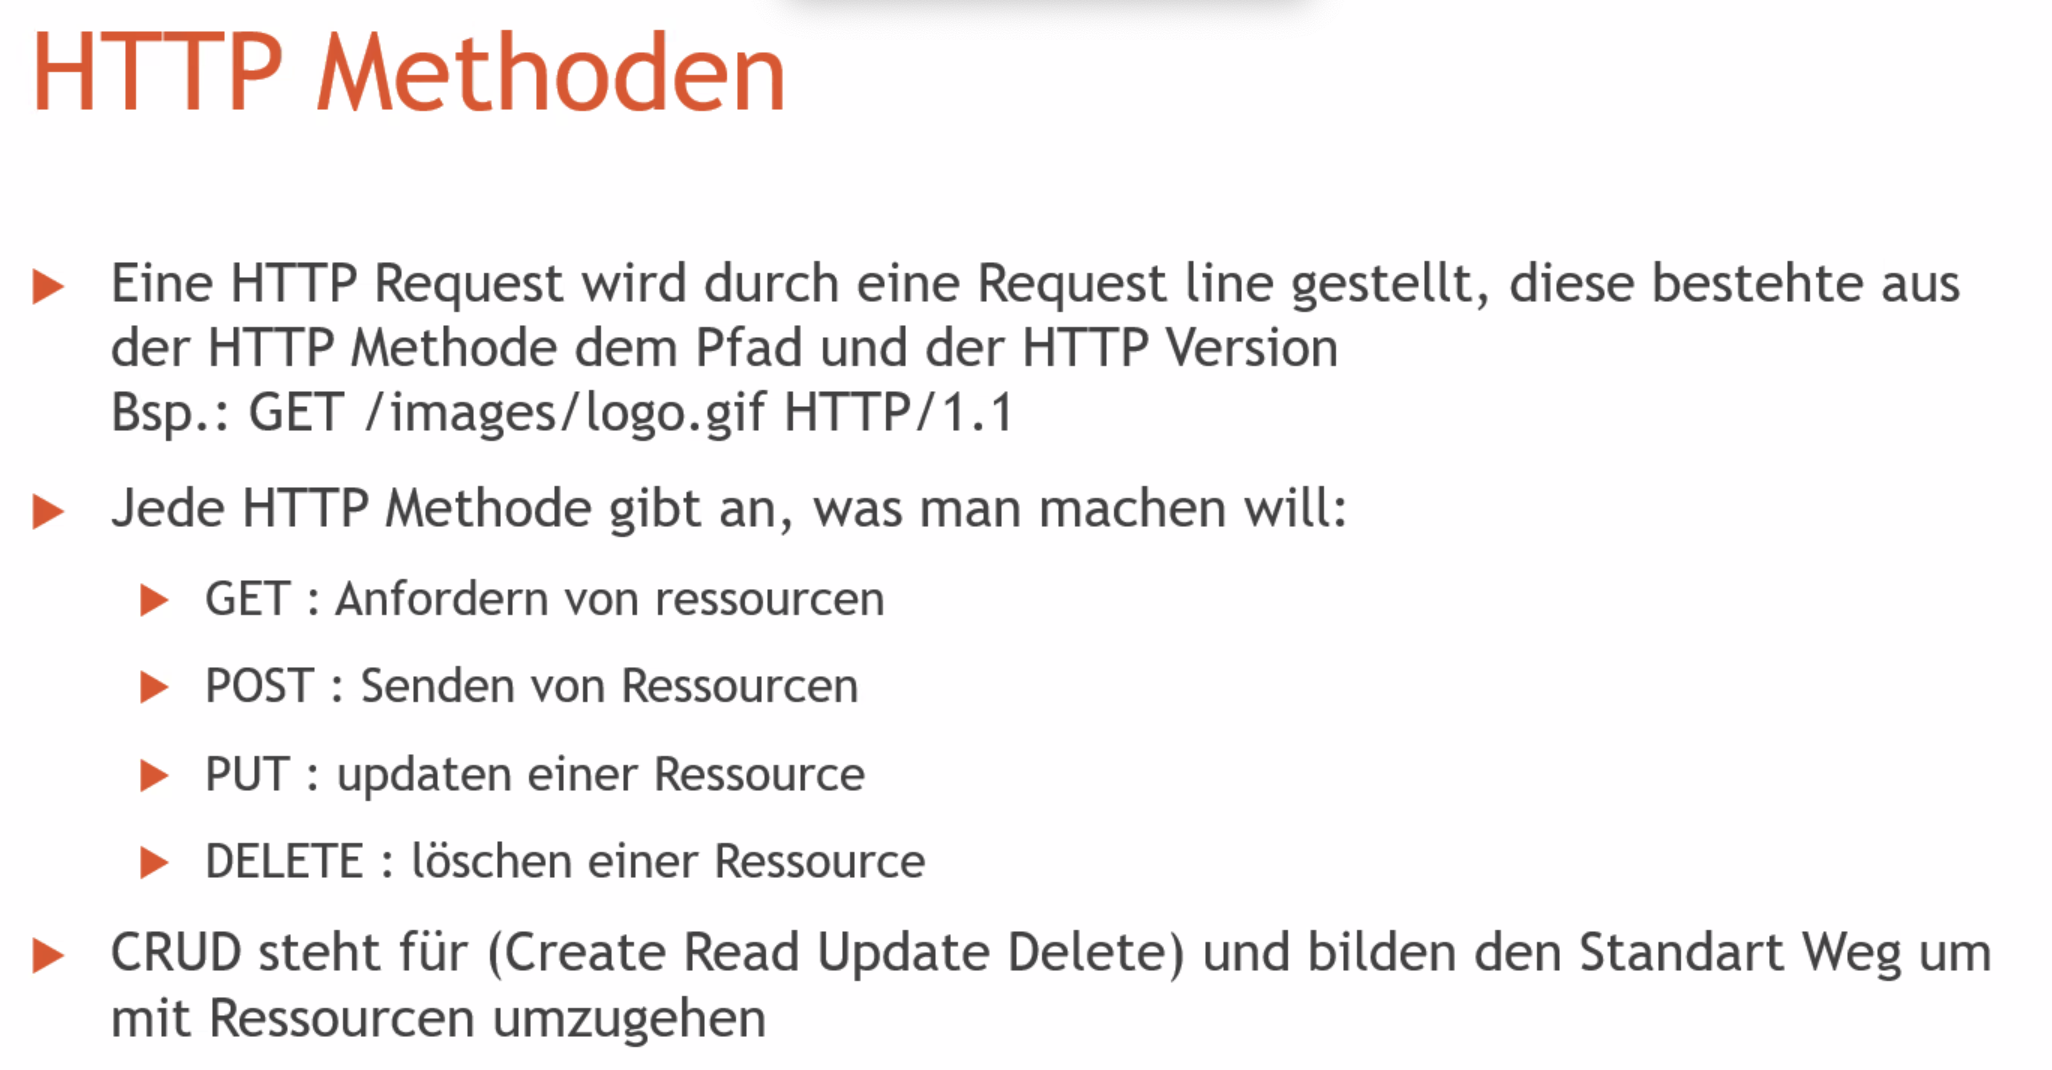 HTTP Methoden
Eine HTTP Request wird durch eine Request line gestellt, diese bestehte aus
der HTTP Methode dem Pfad und der HTTP Version
Bsp.: GET /images/logo.gif HTTP/1.1
Jede HTTP Methode gibt an, was man machen will:
GET : Anfordern von ressourcen
POST : Senden von Ressourcen
PUT : updaten einer Ressource
DELETE : löschen einer Ressource
CRUD steht für (Create Read Update Delete) und bilden den Standart Weg um
mit Ressourcen umzugehen